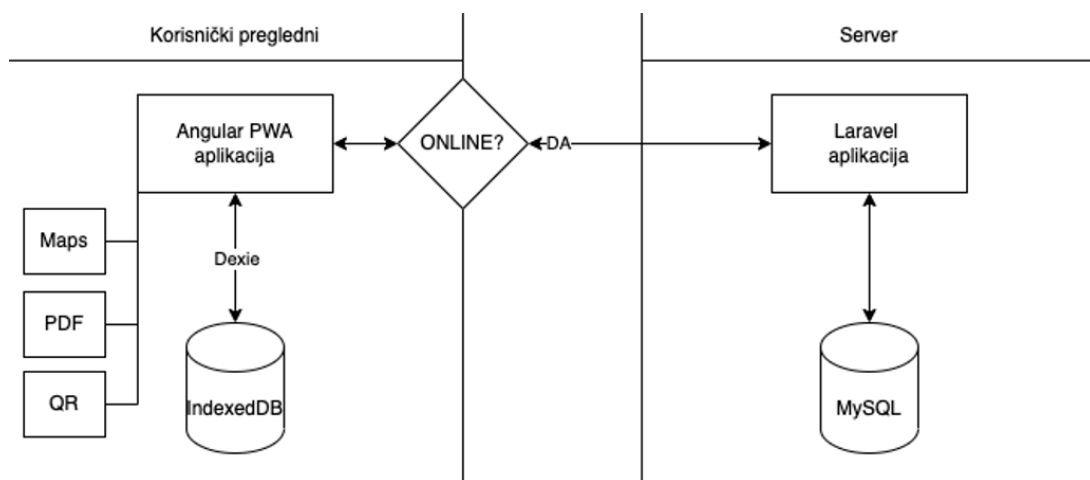 Korisnički pregledni
Server
Angular PWA
aplikacija
ONLINE?
DA
Laravel
aplikacija
Maps
Dexie
PDF
QR
IndexedDB
MySQL